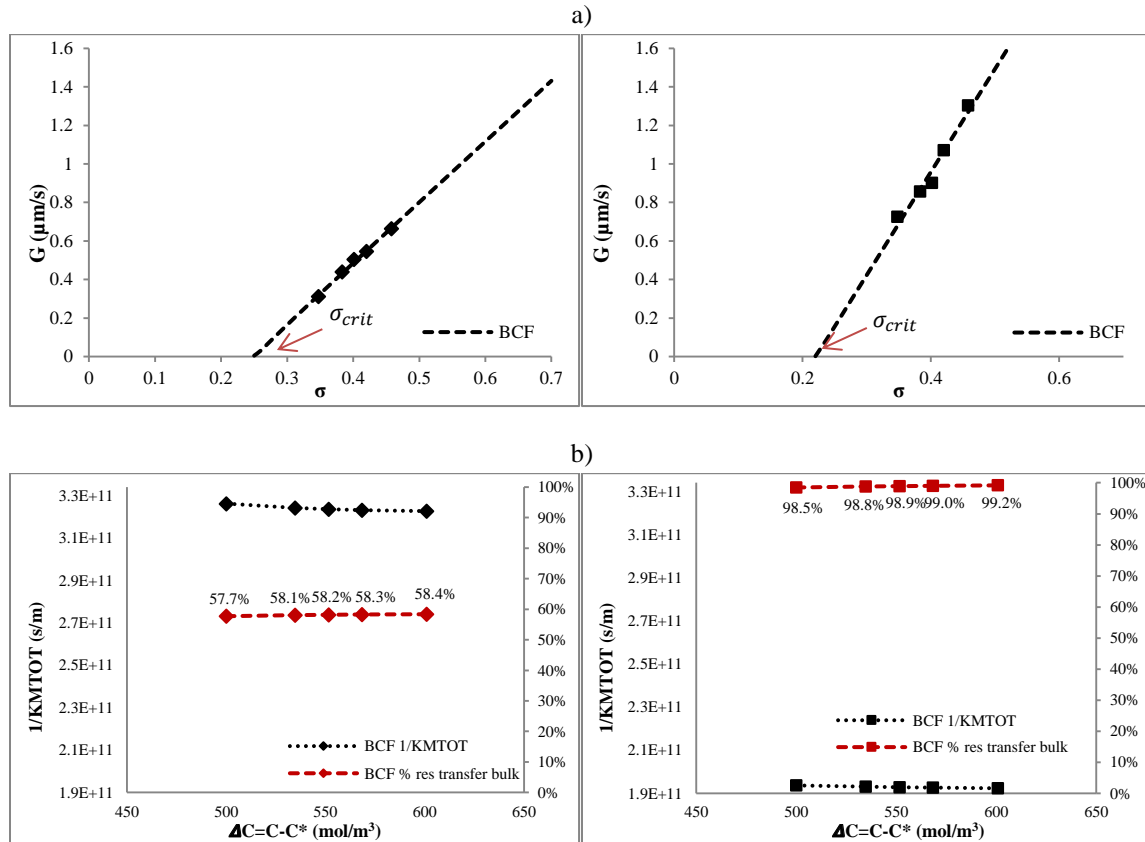 a)
1.6
1.4
1.2
1
0.8
0.6
0.4
0.2
0
G (µm/s)
σcrit
BCF
0 0.1 0.2 0.3 0.4 0.5 0.6 0.7
σ
1.6
1.4
1.2
1
0.8
0.6
0.4
0.2
0
G (µm/s)
σcrit
BCF
0 0.2 0.4 0.6
σ
b)
3.3E+11
3.1E+11
2.9E+11
2.7E+11
2.5E+11
2.3E+11
2.1E+11
1.9E+11
1/KMTOT (s/m)
57.7% 58.1% 58.2% 58.3% 58.4%
BCF 1/KMTOT
BCF % res transfer bulk
100%
90%
80%
70%
60%
50%
40%
30%
20%
10%
0%
450 500 550 600 650
ΔC=C-C* (mol/m³)
3.3E+11
3.1E+11
2.9E+11
2.7E+11
2.5E+11
2.3E+11
2.1E+11
1.9E+11
1/KMTOT (s/m)
98.5% 98.8% 98.9% 99.0% 99.2%
BCF 1/KMTOT
BCF % res transfer bulk
100%
90%
80%
70%
60%
50%
40%
30%
20%
10%
0%
450 500 550 600 650
ΔC=C-C* (mol/m³)